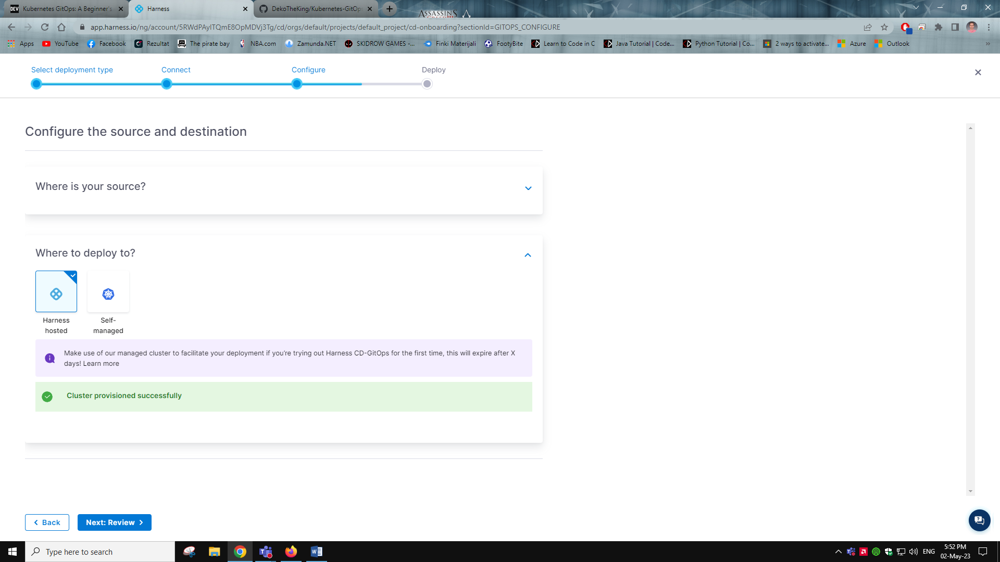 DEV Kubernetes GitOps: A Beginner's
Harness
DekoTheKing/Kubernetes-GitOps
ASSASSINS
app.harness.io/ng/account/5RWdPAyITQmE8OpMDVj3Tg/cd/orgs/default/projects/default_project/cd-onboarding?sectionId=GITOPS_CONFIGURE
Apps YouTube Facebook Rezultat The pirate bay NBA.com Zamunda.NET SKIDROW GAMES -... Finki Materijali FootyBite Learn to Code in C Java Tutorial | Code... Python Tutorial | Co... 2 ways to activate... Azure Outlook »
Select deployment type Connect Configure Deploy
Configure the source and destination
Where is your source?
Where to deploy to?
Harness
hosted
Self-
managed
Make use of our managed cluster to facilitate your deployment if you’re trying out Harness CD-GitOps for the first time, this will expire after X
days! Learn more
Cluster provisioned successfully
Back
Next: Review
Type here to search
ENG
5:52 PM
02-May-23